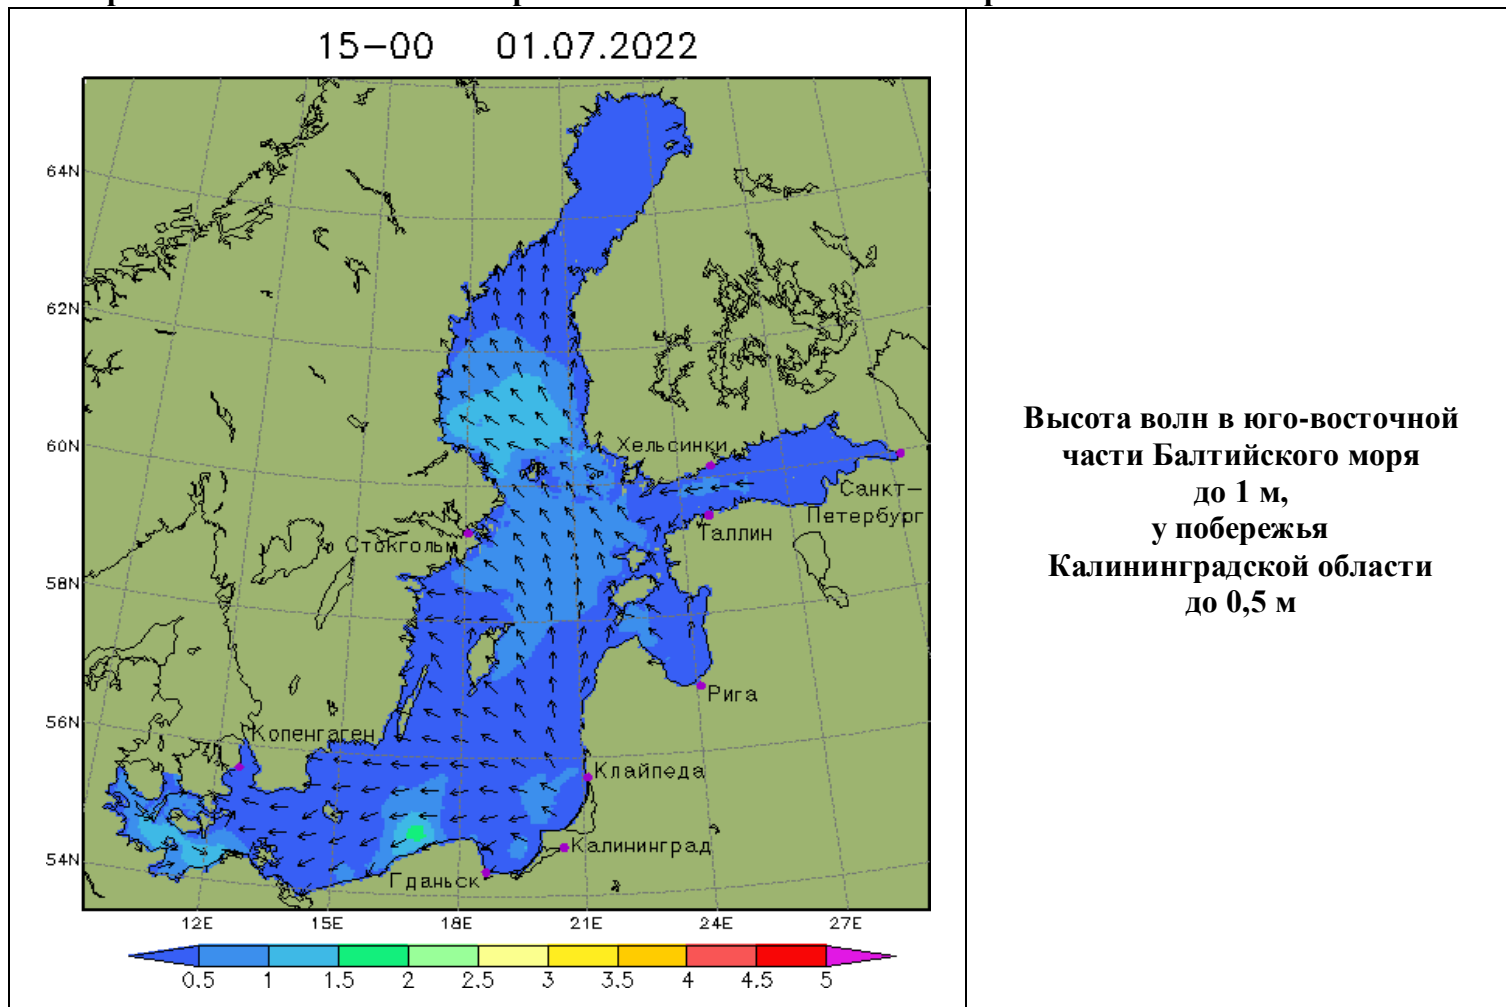 15-00 01.07.2022
64N
62N
60N
58N
56N
54N
Хельсинки
Санкт-
Петербург
Таллин
Стокгольм
Рига
Копенгаген
Клайпеда
Калининград
Гданьск
12E 15E 18E 21E 24E 27E
0.5 1 1.5 2 2.5 3 3.5 4 4.5 5
Высота волн в юго-восточной
части Балтийского моря
до 1 м,
у побережья
Калининградской области
до 0,5 м